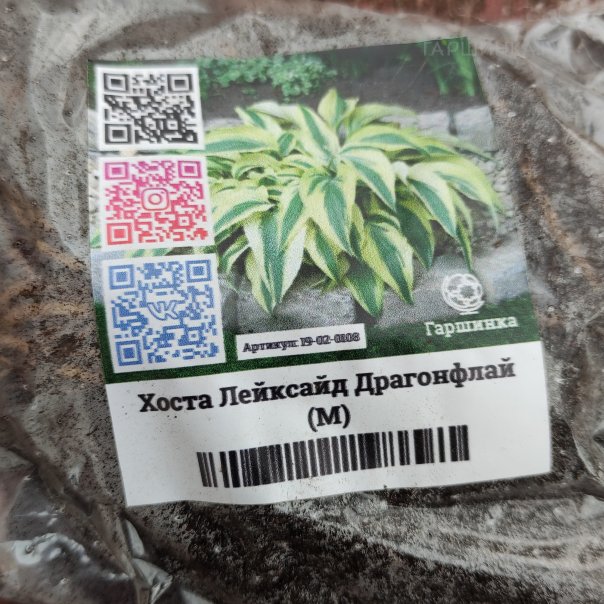 Гаршинка
Артикул: 19-02-0108
Хоста Лейксайд Драгонфлай
(М)